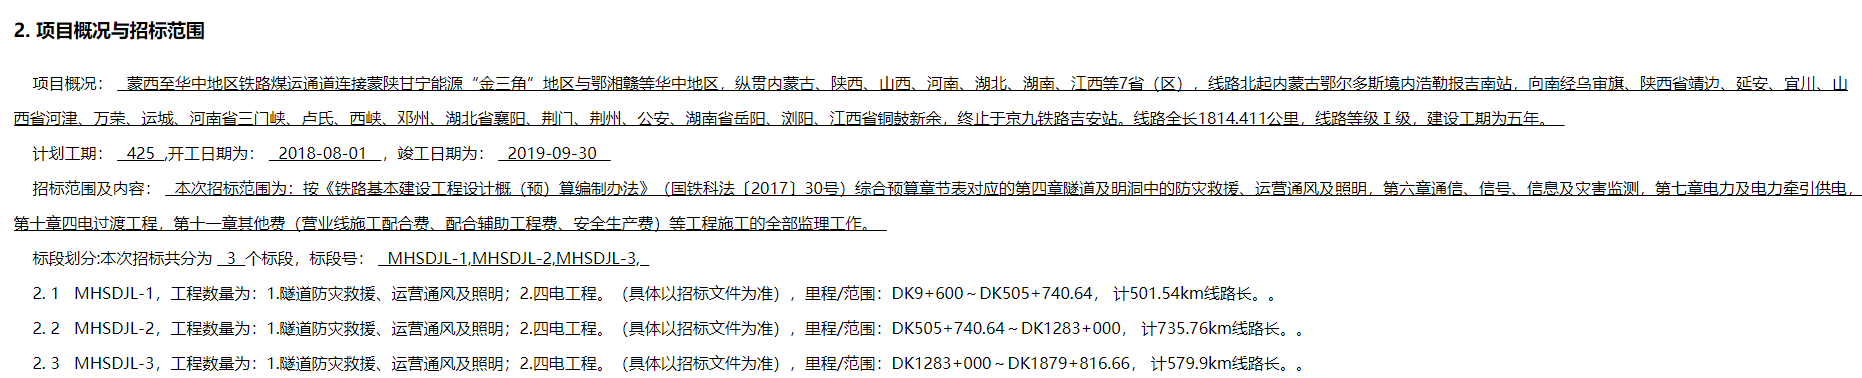 2. 项目概况与招标范围
项目概况： 蒙西至华中地区铁路煤运通道连接蒙陕甘宁能源“金三角”地区与鄂湘赣等华中地区，纵贯内蒙古、陕西、山西、河南、湖北、湖南、江西等7省（区），线路北起内蒙古鄂尔多斯境内浩勒报吉南站，向南经乌审旗、陕西省靖边、延安、宜川、山
西省河津、万荣、运城、河南省三门峡、卢氏、西峡、邓州、湖北省襄阳、荆门、荆州、公安、湖南省岳阳、浏阳、江西省铜鼓新余，终止于京九铁路吉安站。线路全长1814.411公里，线路等级Ⅰ级，建设工期为五年。
计划工期： 425 ,开工日期为： 2018-08-01 ，竣工日期为： 2019-09-30
招标范围及内容： 本次招标范围为：按《铁路基本建设工程设计概（预）算编制办法》（国铁科法〔2017〕30号）综合预算章节表对应的第四章隧道及明洞中的防灾救援、运营通风及照明，第六章通信、信号、信息及灾害监测，第七章电力及电力牵引供电，
第十章四电过渡工程，第十一章其他费（营业线施工配合费、配合辅助工程费、安全生产费）等工程施工的全部监理工作。
标段划分:本次招标共分为 3 个标段，标段号： MHSDJL-1,MHSDJL-2,MHSDJL-3,
2. 1 MHSDJL-1，工程数量为：1.隧道防灾救援、运营通风及照明；2.四电工程。（具体以招标文件为准），里程/范围：DK9+600～DK505+740.64， 计501.54km线路长。。
2. 2 MHSDJL-2，工程数量为：1.隧道防灾救援、运营通风及照明；2.四电工程。（具体以招标文件为准），里程/范围：DK505+740.64～DK1283+000， 计735.76km线路长。。
2. 3 MHSDJL-3，工程数量为：1.隧道防灾救援、运营通风及照明；2.四电工程。（具体以招标文件为准），里程/范围：DK1283+000～DK1879+816.66， 计579.9km线路长。。